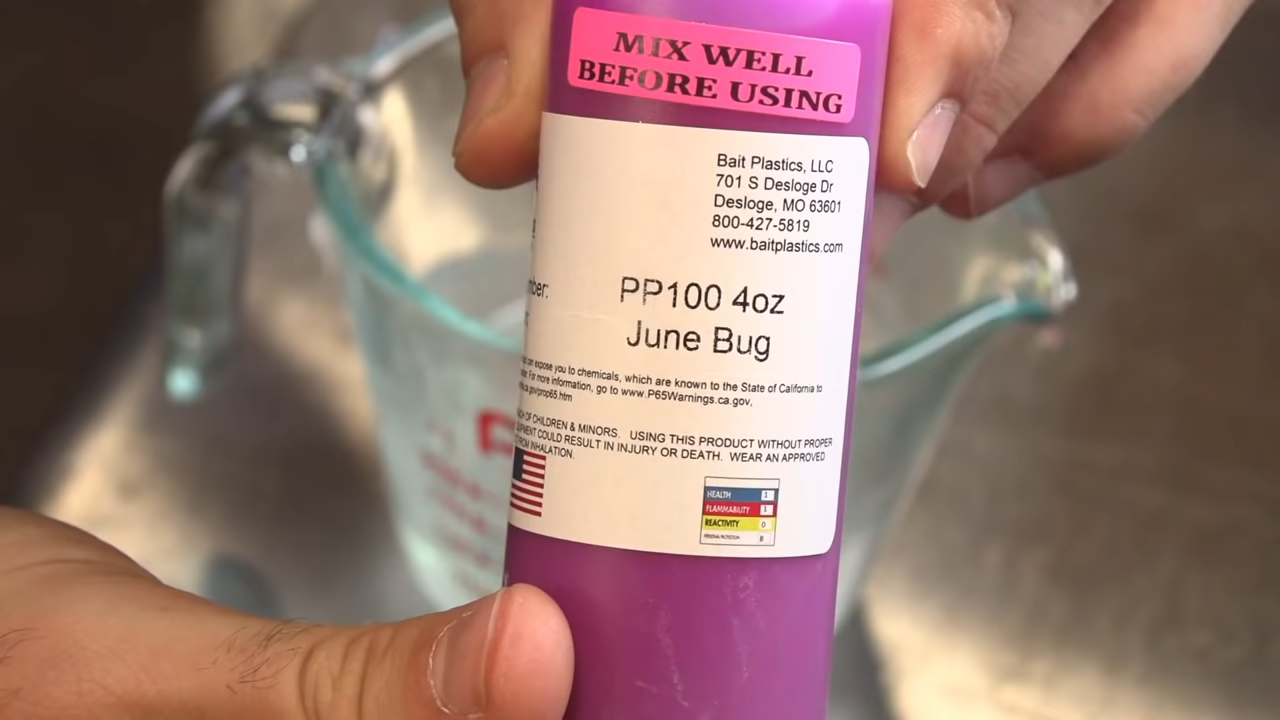 MIX WELL
BEFORE USING
Bait Plastics, LLC
701 S Desloge Dr
Desloge, MO 63601
800-427-5819
www.baitplastics.com
PP100 4oz
June Bug
can expose you to chemicals, which are known to the State of California to
For more information, go to www.P65Warnings.ca.gov,
OF CHILDREN & MINORS. USING THIS PRODUCT WITHOUT PROPER
COULD RESULT IN INJURY OR DEATH. WEAR AN APPROVED
FROM INHALATION.
HEALTH 1
FLAMMABILITY 1
REACTIVITY 0
PERSONAL PROTECTION B